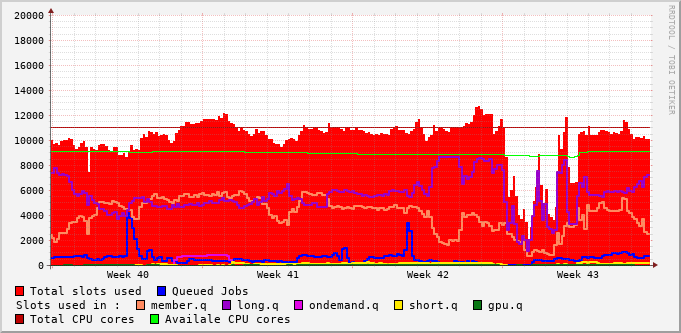 20000
18000
16000
14000
12000
10000
8000
6000
4000
2000
0
Week 40 Week 41 Week 42 Week 43
RRDTOOL / TOBI OETIKER
Total slots used Queued Jobs
Slots used in : member.q long.q ondemand.q short.q gpu.q
Total CPU cores Availale CPU cores